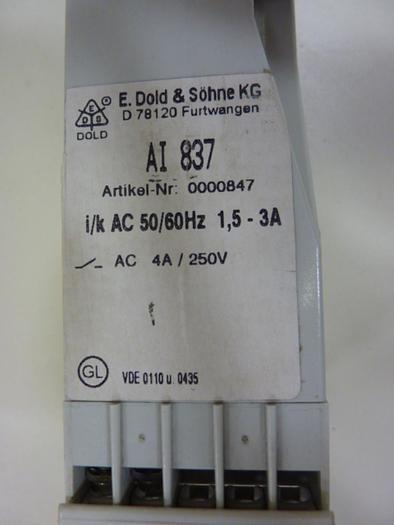 E. Dold & Söhne KG
D 78120 Furtwangen
EDS
®
DOLD
AI 837
Artikel-Nr: 0000847
i/k AC 50/60Hz 1,5 - 3A
AC 4A / 250V
GL
VDE 0110 u. 0435